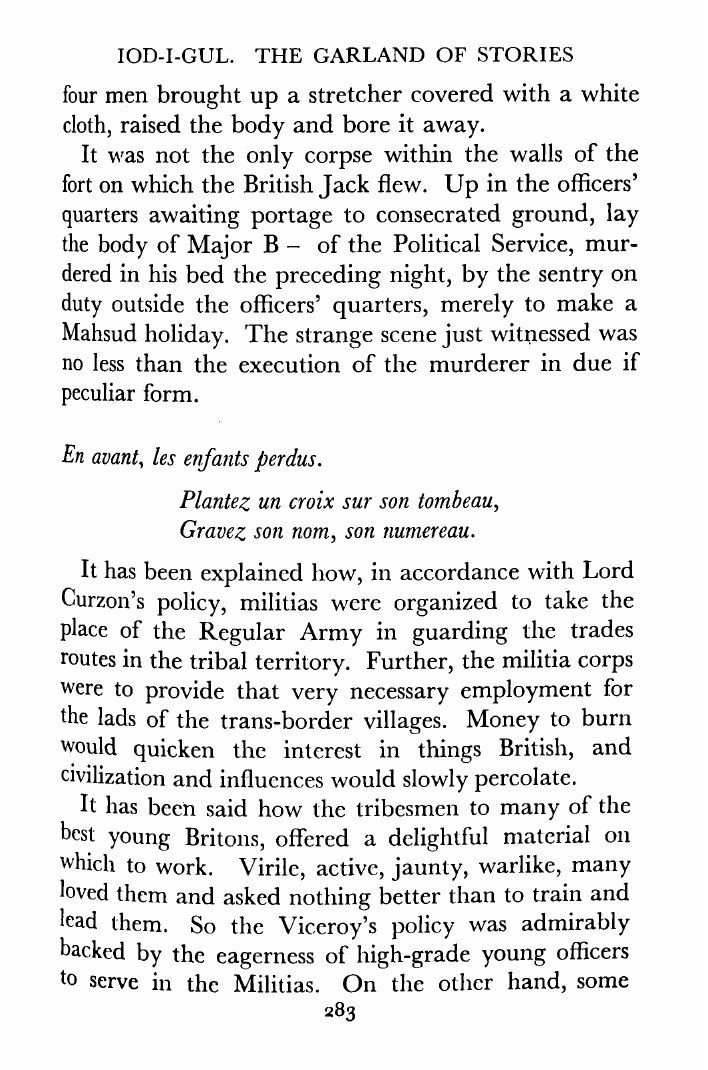 IOD-I-GUL. THE GARLAND OF STORIES
four men brought up a stretcher covered with a white
cloth, raised the body and bore it away.
It was not the only corpse within the walls of the
fort on which the British Jack flew. Up in the officers’
quarters awaiting portage to consecrated ground, lay
the body of Major B – of the Political Service, mur-
dered in his bed the preceding night, by the sentry on
duty outside the officers’ quarters, merely to make a
Mahsud holiday. The strange scene just witnessed was
no less than the execution of the murderer in due if
peculiar form.
En avant, les enfants perdus.
Plantez un croix sur son tombeau,
Gravez son nom, son numereau.
It has been explained how, in accordance with Lord
Curzon’s policy, militias were organized to take the
place of the Regular Army in guarding the trades
routes in the tribal territory. Further, the militia corps
were to provide that very necessary employment for
the lads of the trans-border villages. Money to burn
would quicken the interest in things British, and
civilization and influences would slowly percolate.
It has been said how the tribesmen to many of the
best young Britons, offered a delightful material on
which to work. Virile, active, jaunty, warlike, many
loved them and asked nothing better than to train and
lead them. So the Viceroy’s policy was admirably
backed by the eagerness of high-grade young officers
to serve in the Militias. On the other hand, some
283